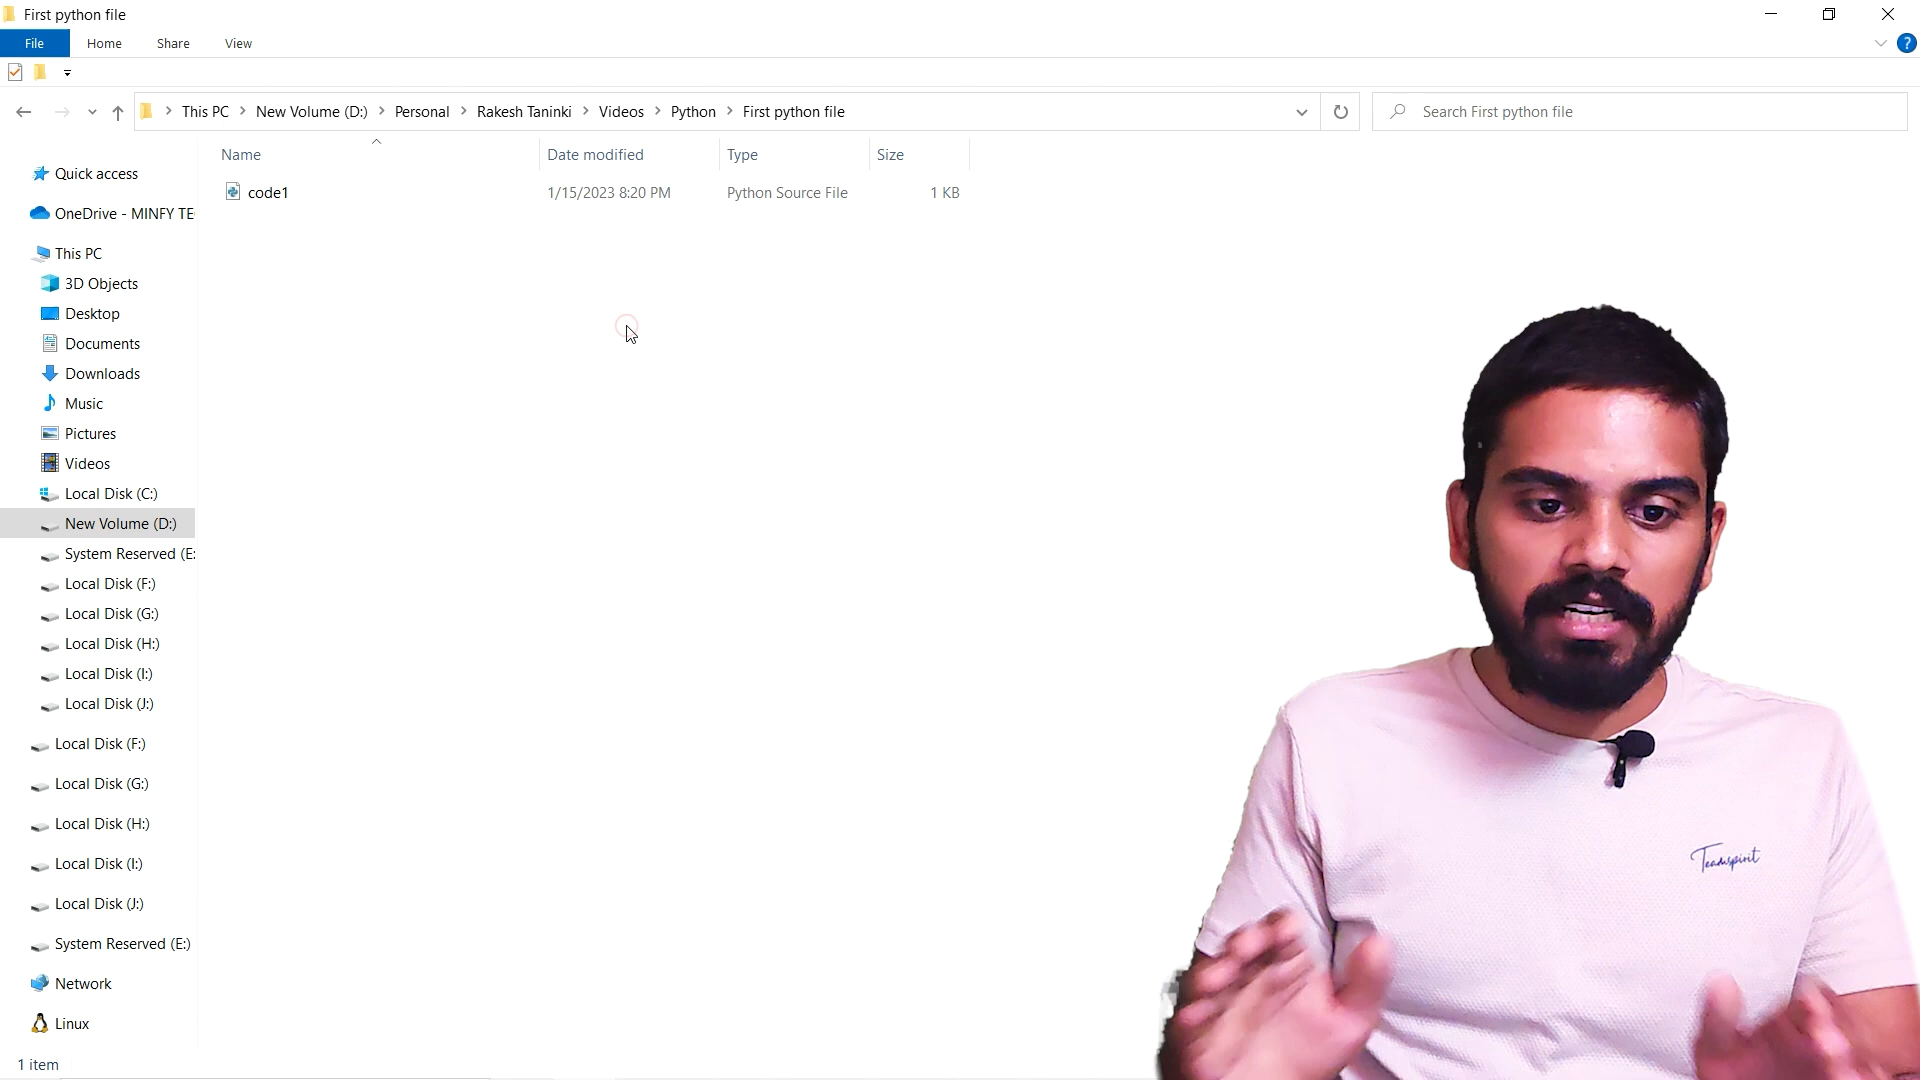 First python file
File Home Share View
?
This PC > New Volume (D:) > Personal > Rakesh Taninki > Videos > Python > First python file
Search First python file
Name Date modified Type Size
code1 1/15/2023 8:20 PM Python Source File 1 KB
Quick access
OneDrive - MINFY TE
This PC
3D Objects
Desktop
Documents
Downloads
Music
Pictures
Videos
Local Disk (C:)
New Volume (D:)
System Reserved (E:
Local Disk (F:)
Local Disk (G:)
Local Disk (H:)
Local Disk (I:)
Local Disk (J:)
Local Disk (F:)
Local Disk (G:)
Local Disk (H:)
Local Disk (I:)
Local Disk (J:)
System Reserved (E:)
Network
Linux
1 item
Teamspirit